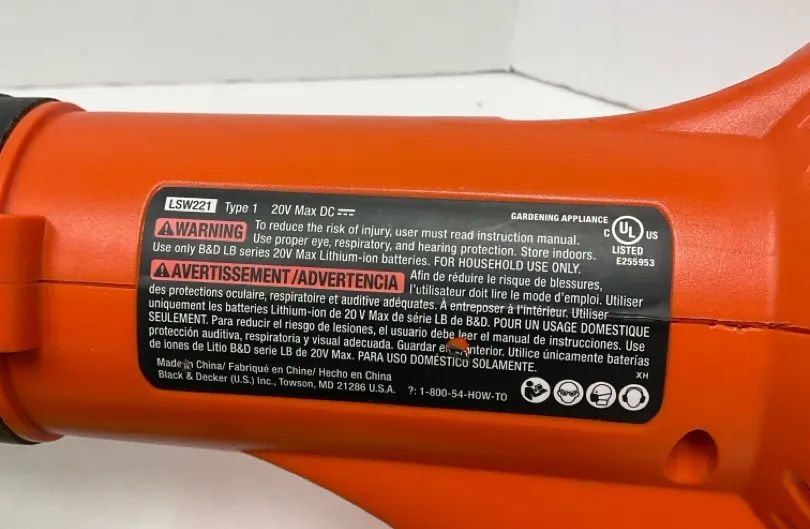 LSW221 Type 1 20V Max DC
GARDENING APPLIANCE
C UL US
LISTED
E255953
WARNING To reduce the risk of injury, user must read instruction manual.
Use proper eye, respiratory, and hearing protection. Store indoors.
Use only B&D LB series 20V Max Lithium-ion batteries. FOR HOUSEHOLD USE ONLY.
AVERTISSEMENT/ADVERTENCIA Afin de réduire le risque de blessures,
l'utilisateur doit lire le mode d'emploi. Utiliser
des protections oculaire, respiratoire et auditive adéquates. À entreposer à l'intérieur. Utiliser
uniquement les batteries Lithium-ion de 20 V Max de série LB de B&D. POUR UN USAGE DOMESTIQUE
SEULEMENT. Para reducir el riesgo de lesiones, el usuario debe leer el manual de instrucciones. Use
protección auditiva, respiratoria y visual adecuada. Guardar en interior. Utilice únicamente baterías
de iones de Litio B&D serie LB de 20V Max. PARA USO DOMÉSTICO SOLAMENTE.
XH
Made in China/ Fabriqué en Chine/ Hecho en China
Black & Decker (U.S.) Inc., Towson, MD 21286 U.S.A. ?: 1-800-54-HOW-TO